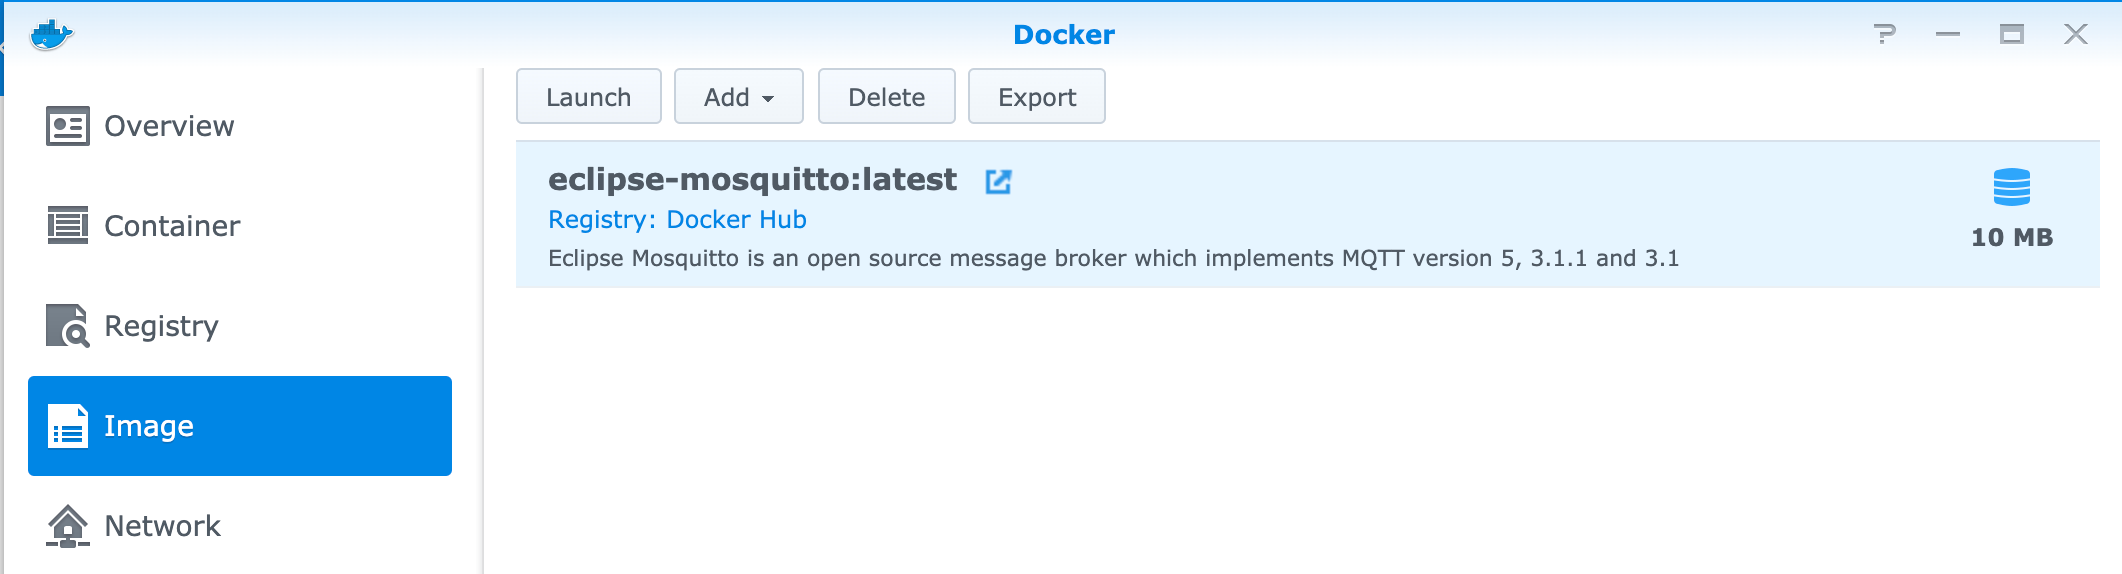 Docker
Overview
Container
Registry
Image
Network
Launch Add Delete Export
eclipse-mosquitto:latest
Registry: Docker Hub
Eclipse Mosquitto is an open source message broker which implements MQTT version 5, 3.1.1 and 3.1
10 MB